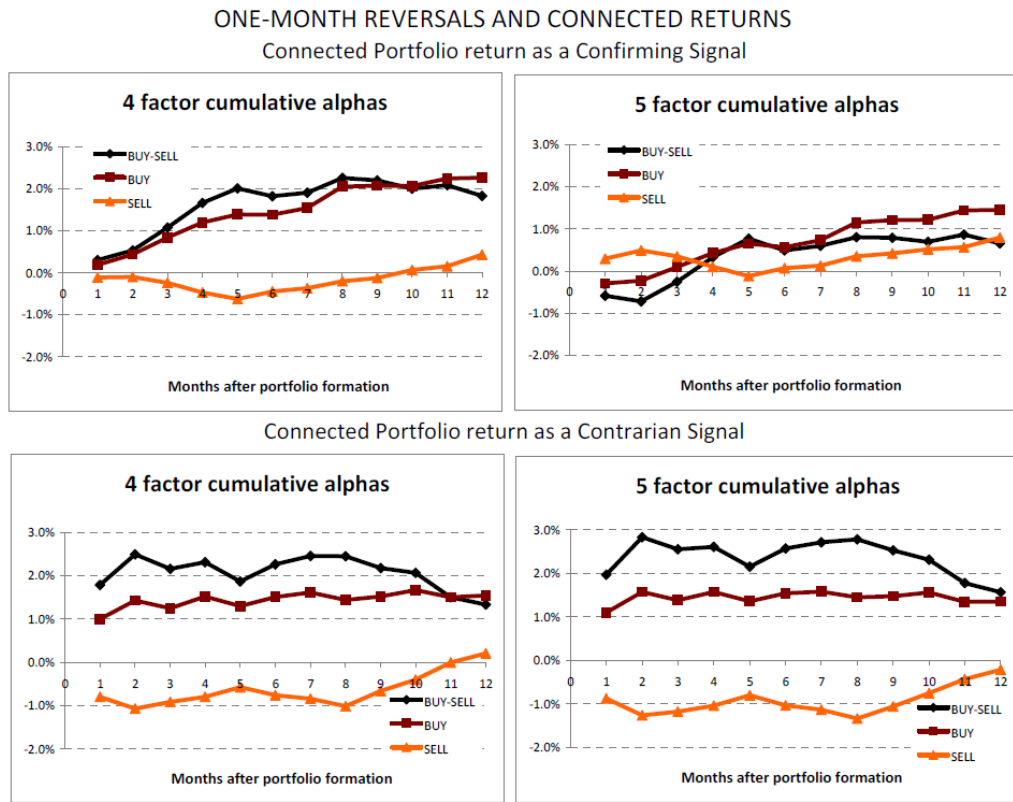 ONE-MONTH REVERSALS AND CONNECTED RETURNS
Connected Portfolio return as a Confirming Signal
4 factor cumulative alphas
3.0%
2.0%
1.0%
0.0%
-1.0%
-2.0%
BUY-SELL
BUY
SELL
0 1 2 3 4 5 6 7 8 9 10 11 12
Months after portfolio formation
5 factor cumulative alphas
3.0%
2.0%
1.0%
0.0%
-1.0%
-2.0%
BUY-SELL
BUY
SELL
0 1 2 3 4 5 6 7 8 9 10 11 12
Months after portfolio formation
Connected Portfolio return as a Contrarian Signal
4 factor cumulative alphas
3.0%
2.0%
1.0%
0.0%
-1.0%
-2.0%
0 1 2 3 4 5 6 7 8 9 10 11 12
BUY-SELL
BUY
SELL
Months after portfolio formation
5 factor cumulative alphas
3.0%
2.0%
1.0%
0.0%
-1.0%
-2.0%
0 1 2 3 4 5 6 7 8 9 10 11 12
BUY-SELL
BUY
SELL
Months after portfolio formation